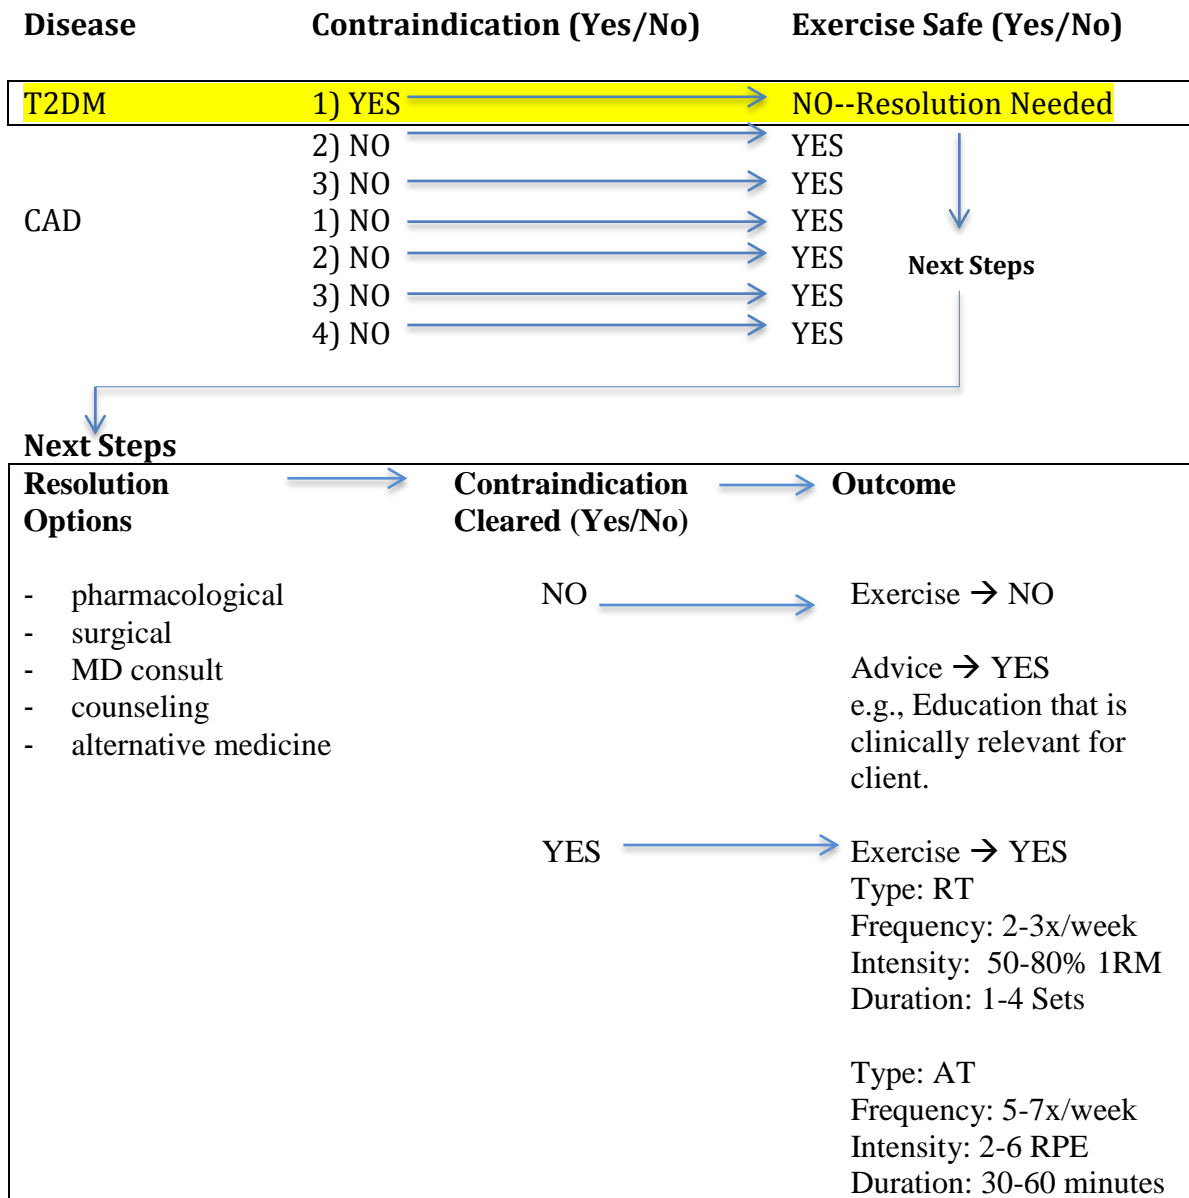 Disease Contraindication (Yes/No) Exercise Safe (Yes/No)
T2DM 1) YES NO--Resolution Needed
2) NO YES
3) NO YES
CAD 1) NO YES
2) NO YES
Next Steps
3) NO YES
4) NO YES
Next Steps
Resolution Contraindication Outcome
Options Cleared (Yes/No)
- pharmacological NO Exercise → NO
- surgical
- MD consult Advice → YES
- counseling e.g., Education that is
- alternative medicine clinically relevant for
client.
YES Exercise → YES
Type: RT
Frequency: 2-3x/week
Intensity: 50-80% 1RM
Duration: 1-4 Sets
Type: AT
Frequency: 5-7x/week
Intensity: 2-6 RPE
Duration: 30-60 minutes